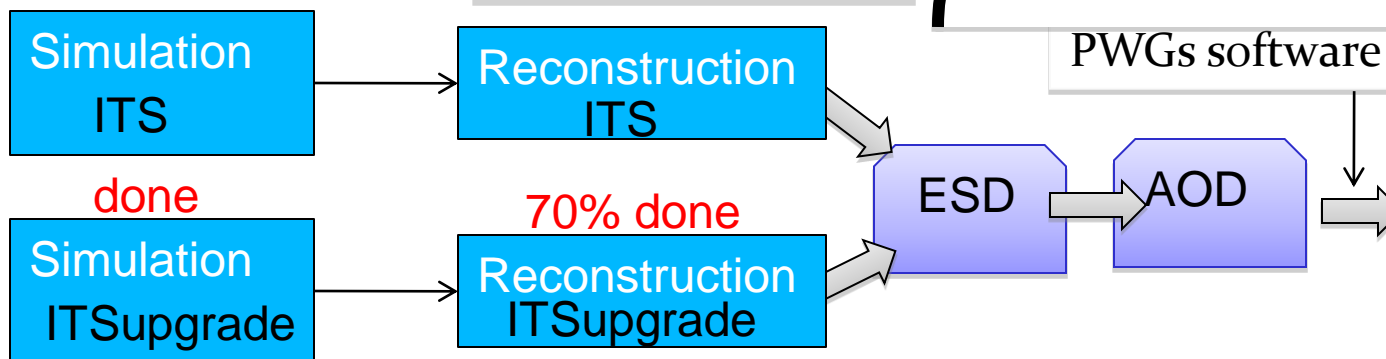 PWGs software
Simulation
ITS
Reconstruction
ITS
ESD
AOD
done
70% done
Simulation
ITSupgrade
Reconstruction
ITSupgrade